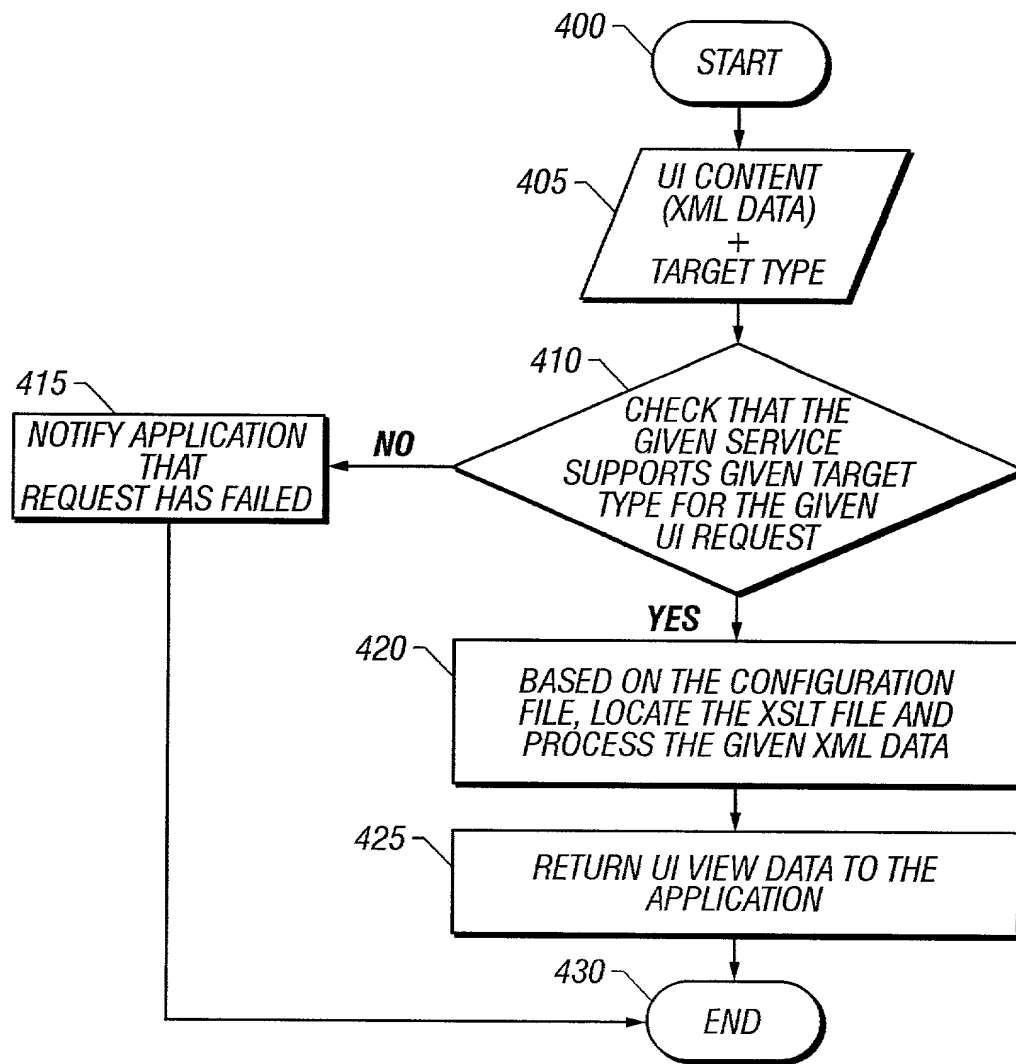 400
START
405
UI CONTENT
(XML DATA)
+
TARGET TYPE
410
CHECK THAT THE
GIVEN SERVICE
SUPPORTS GIVEN TARGET
TYPE FOR THE GIVEN
UI REQUEST
415
NOTIFY APPLICATION
THAT
REQUEST HAS FAILED
NO
YES
420
BASED ON THE CONFIGURATION
FILE, LOCATE THE XSLT FILE AND
PROCESS THE GIVEN XML DATA
425
RETURN UI VIEW DATA TO THE
APPLICATION
430
END